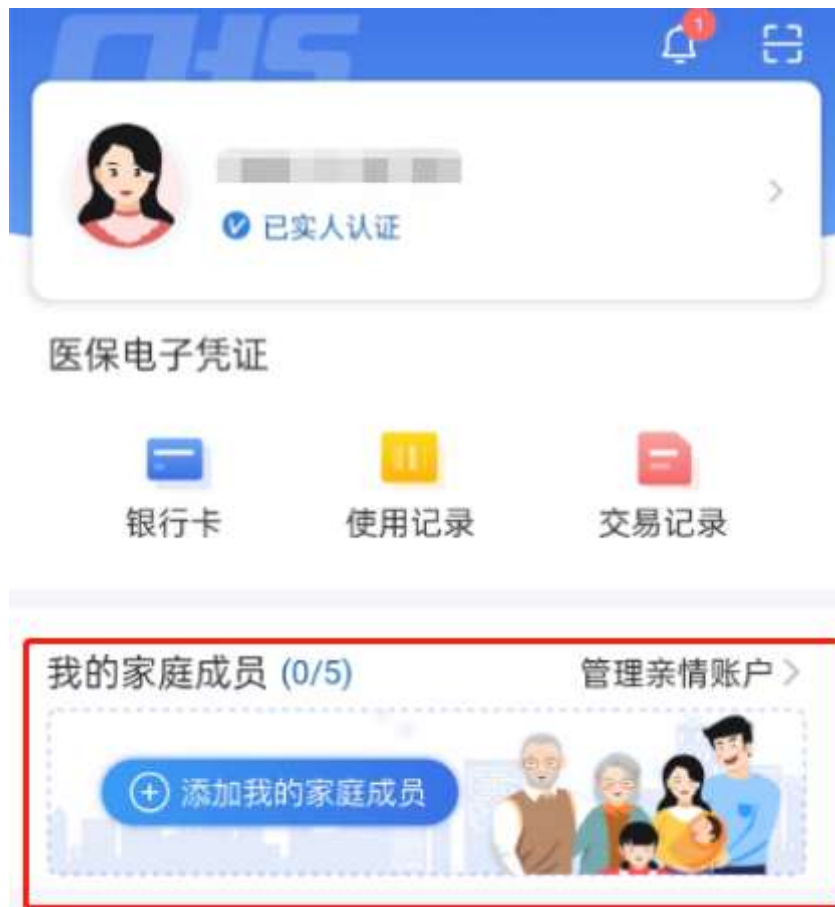 1
已实人认证
医保电子凭证
银行卡 使用记录 交易记录
我的家庭成员 (0/5) 管理亲情账户
添加我的家庭成员